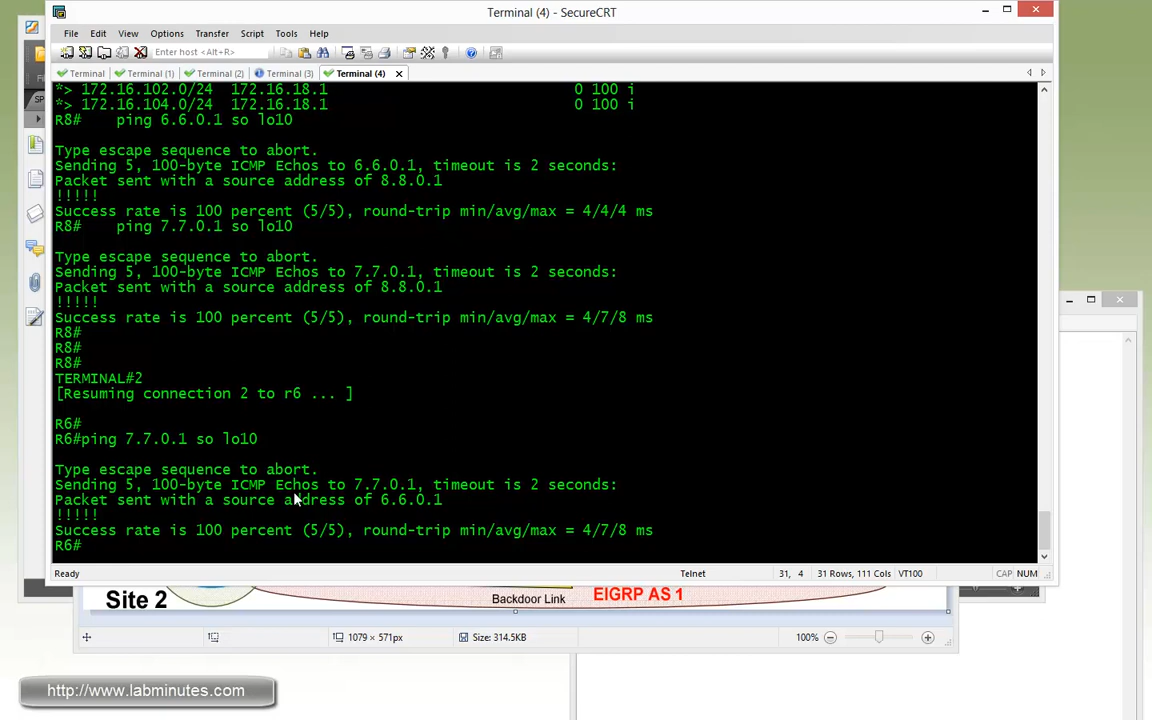 Terminal (4) - SecureCRT
File Edit View Options Transfer Script Tools Help
Enter host <Alt+R>
Terminal Terminal (1) Terminal (2) Terminal (3) Terminal (4)
*> 172.16.102.0/24 172.16.18.1 0 100 i
*> 172.16.104.0/24 172.16.18.1 0 100 i
R8# ping 6.6.0.1 so lo10
Type escape sequence to abort.
Sending 5, 100-byte ICMP Echos to 6.6.0.1, timeout is 2 seconds:
Packet sent with a source address of 8.8.0.1
!!!!!
Success rate is 100 percent (5/5), round-trip min/avg/max = 4/4/4 ms
R8# ping 7.7.0.1 so lo10
Type escape sequence to abort.
Sending 5, 100-byte ICMP Echos to 7.7.0.1, timeout is 2 seconds:
Packet sent with a source address of 8.8.0.1
!!!!!
Success rate is 100 percent (5/5), round-trip min/avg/max = 4/7/8 ms
R8#
R8#
R8#
TERMINAL#2
[Resuming connection 2 to r6 ... ]
R6#
R6#ping 7.7.0.1 so lo10
Type escape sequence to abort.
Sending 5, 100-byte ICMP Echos to 7.7.0.1, timeout is 2 seconds:
Packet sent with a source address of 6.6.0.1
!!!!!
Success rate is 100 percent (5/5), round-trip min/avg/max = 4/7/8 ms
R6#
Ready Telnet 31, 4 31 Rows, 111 Cols VT100 CAP NUM
Site 2 Backdoor Link EIGRP AS 1
1079 × 571px Size: 314.5KB 100%
http://www.labminutes.com